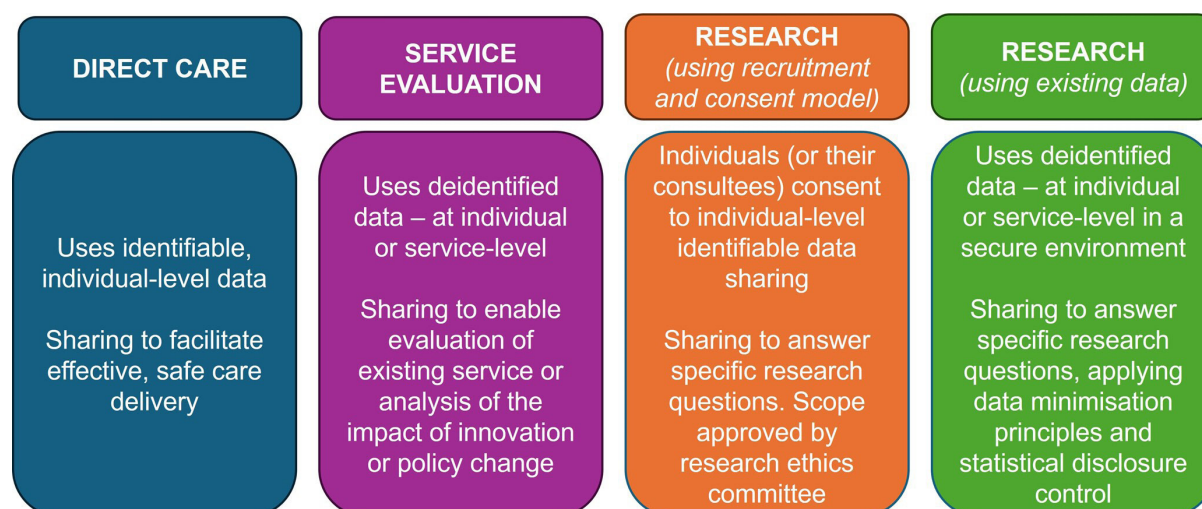 DIRECT CARE
Uses identifiable,
individual-level data
Sharing to facilitate
effective, safe care
delivery
SERVICE
EVALUATION
Uses deidentified
data – at individual
or service-level
Sharing to enable
evaluation of
existing service or
analysis of the
impact of innovation
or policy change
RESEARCH
(using recruitment
and consent model)
Individuals (or their
consultees) consent
to individual-level
identifiable data
sharing
Sharing to answer
specific research
questions. Scope
approved by
research ethics
committee
RESEARCH
(using existing data)
Uses deidentified
data – at individual
or service-level in a
secure environment
Sharing to answer
specific research
questions, applying
data minimisation
principles and
statistical disclosure
control